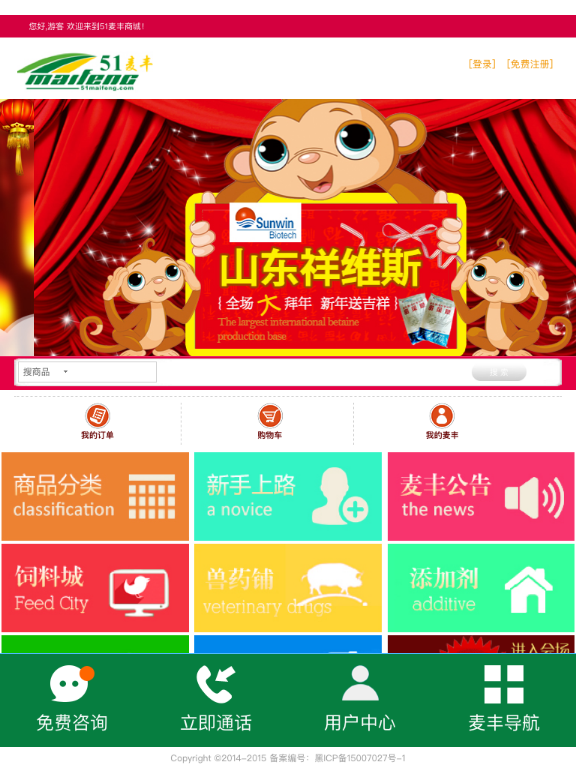 您好,游客 欢迎来到51麦丰商城!
51麦丰
maifeng
51maifeng.com
[登录] [免费注册]
Sunwin
Biotech
山东祥维斯
{ 全场大拜年 新年送吉祥 }
The largest international betaine
production base
搜商品
搜 索
我的订单
购物车
我的麦丰
商品分类
classification
新手上路
a novice
麦丰公告
the news
饲料城
Feed City
兽药铺
veterinary drugs
添加剂
additive
进入会场
免费咨询
立即通话
用户中心
麦丰导航
Copyright ©2014-2015 备案编号：黑ICP备15007027号-1